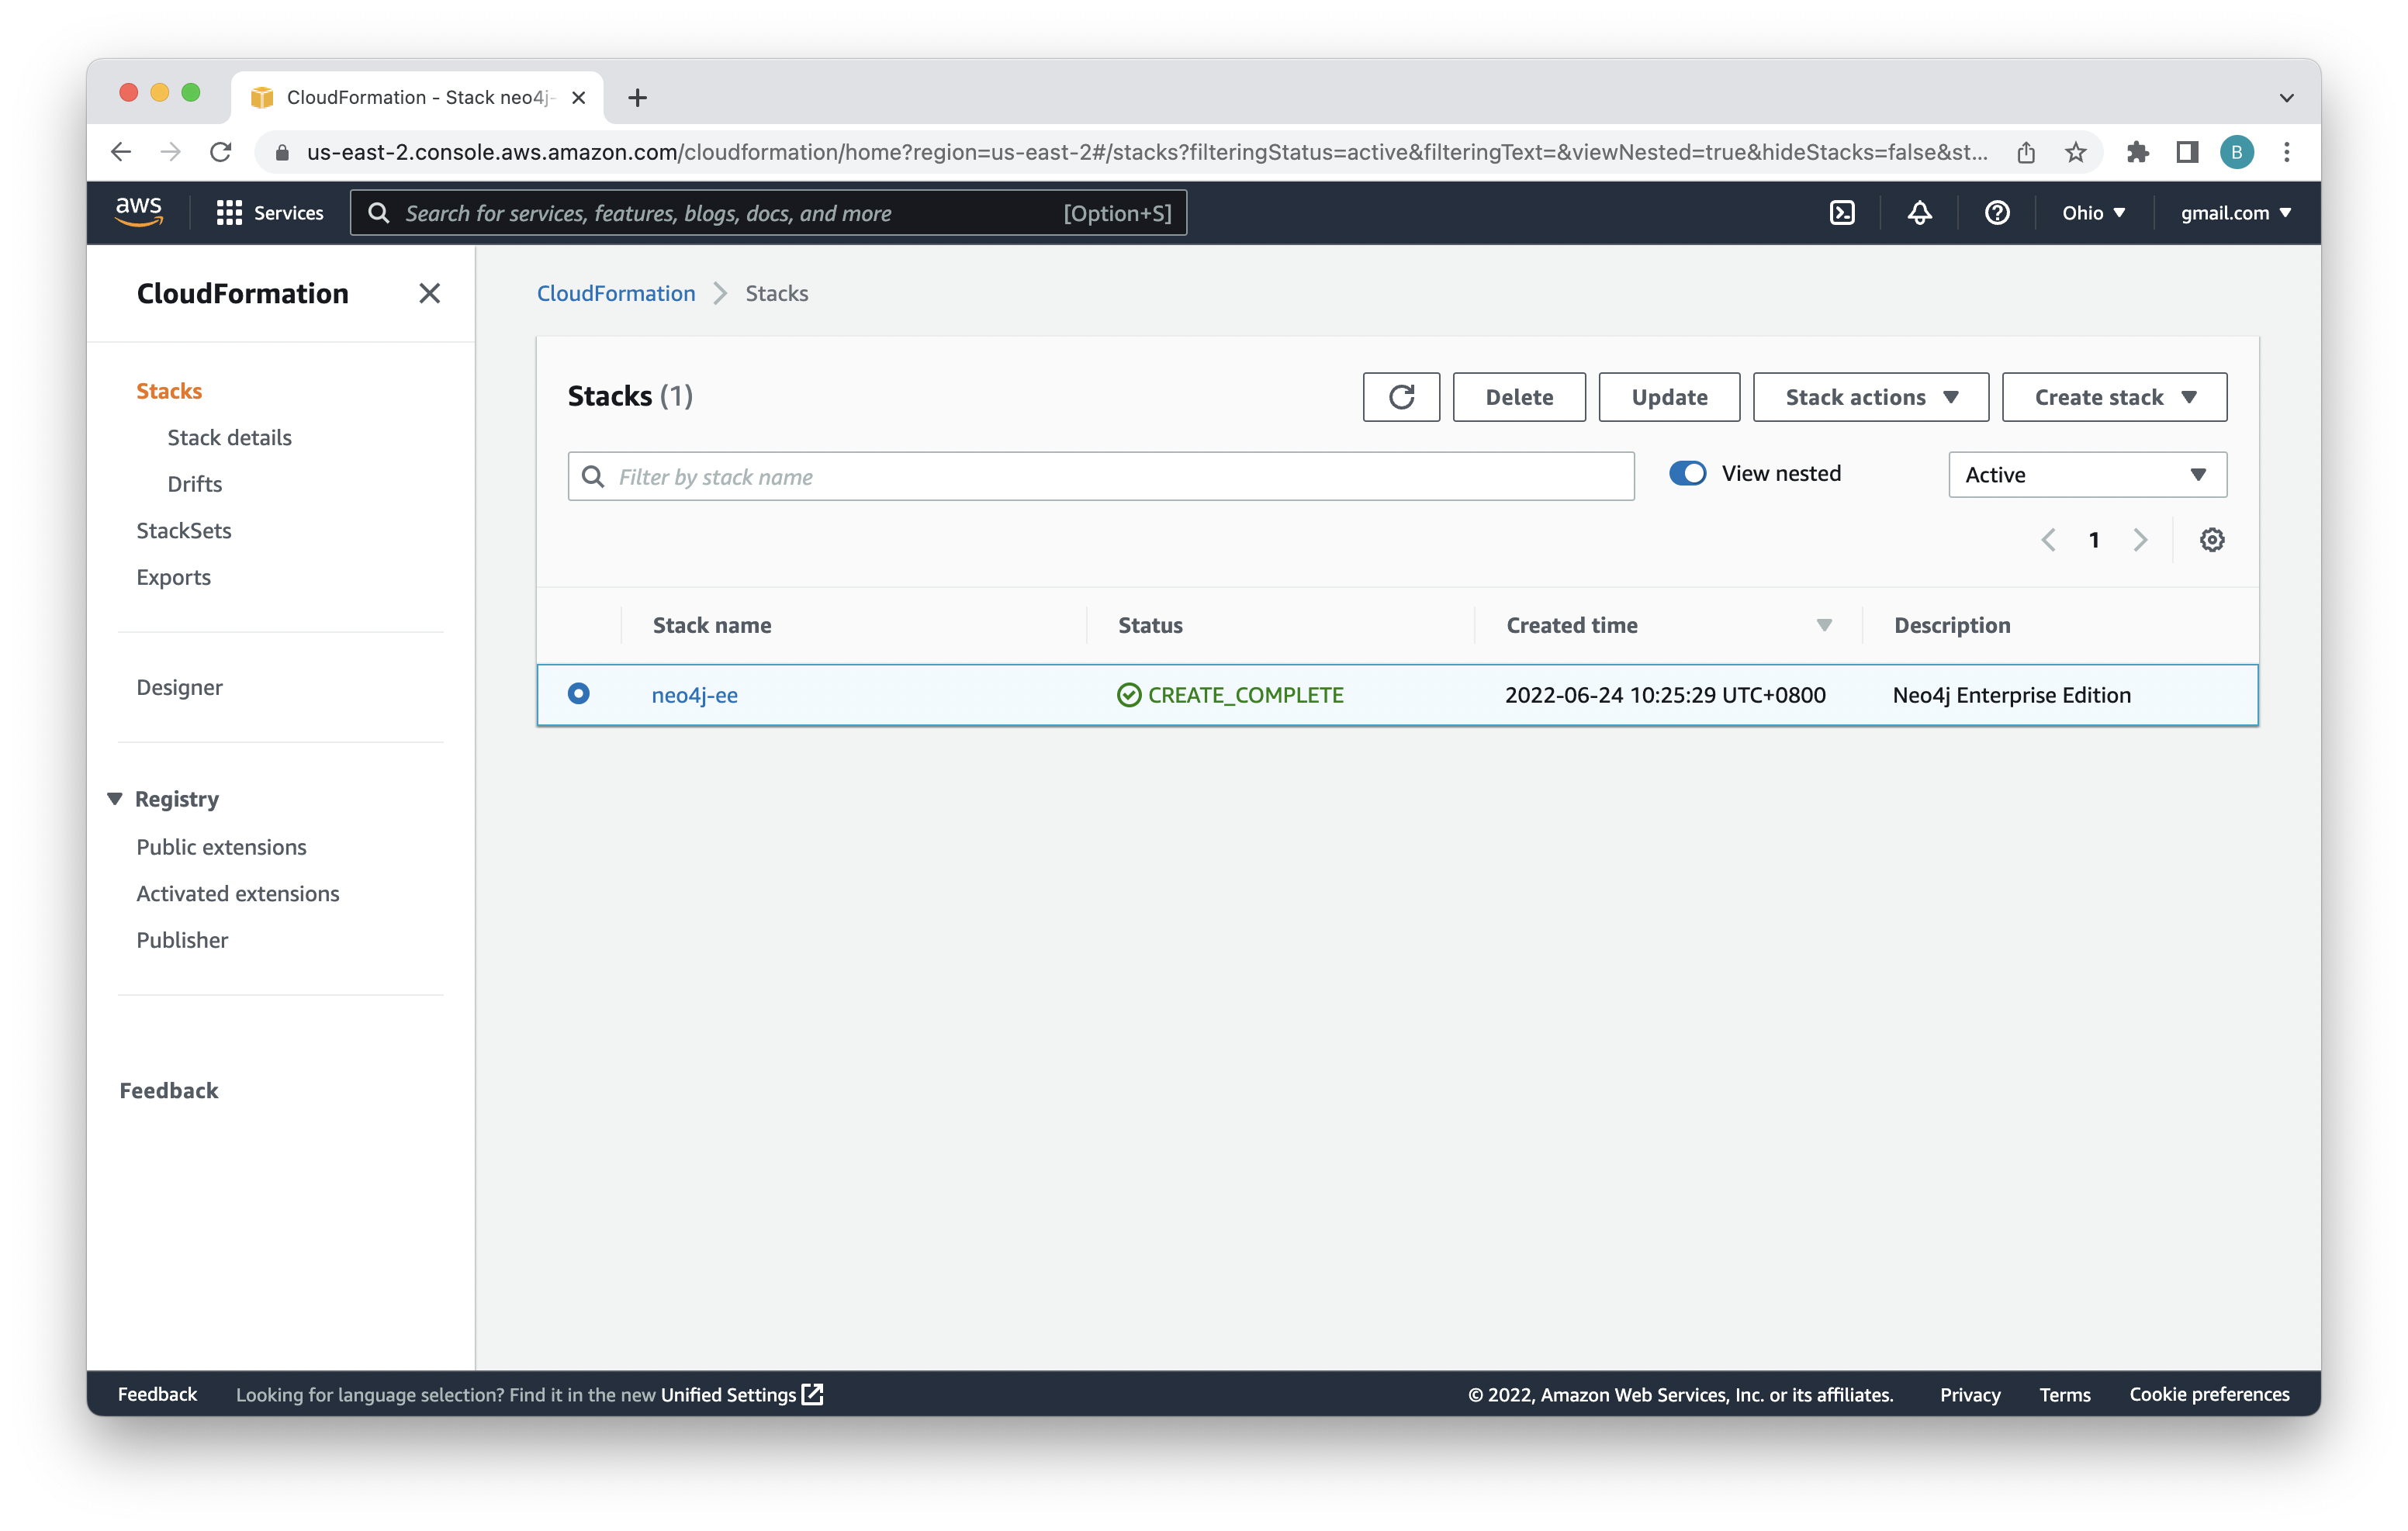 CloudFormation - Stack neo4j-
us-east-2.console.aws.amazon.com/cloudformation/home?region=us-east-2#/stacks?filteringStatus=active&filteringText=&viewNested=true&hideStacks=false&st...
B
aws
Services
Search for services, features, blogs, docs, and more
[Option+S]
Ohio
gmail.com
CloudFormation
Stacks
Stack details
Drifts
StackSets
Exports
Designer
Registry
Public extensions
Activated extensions
Publisher
Feedback
CloudFormation
Stacks
Stacks (1)
Delete
Update
Stack actions
Create stack
Filter by stack name
View nested
Active
1
Stack name
Status
Created time
Description
neo4j-ee
CREATE_COMPLETE
2022-06-24 10:25:29 UTC+0800
Neo4j Enterprise Edition
Feedback
Looking for language selection? Find it in the new Unified Settings
© 2022, Amazon Web Services, Inc. or its affiliates.
Privacy
Terms
Cookie preferences